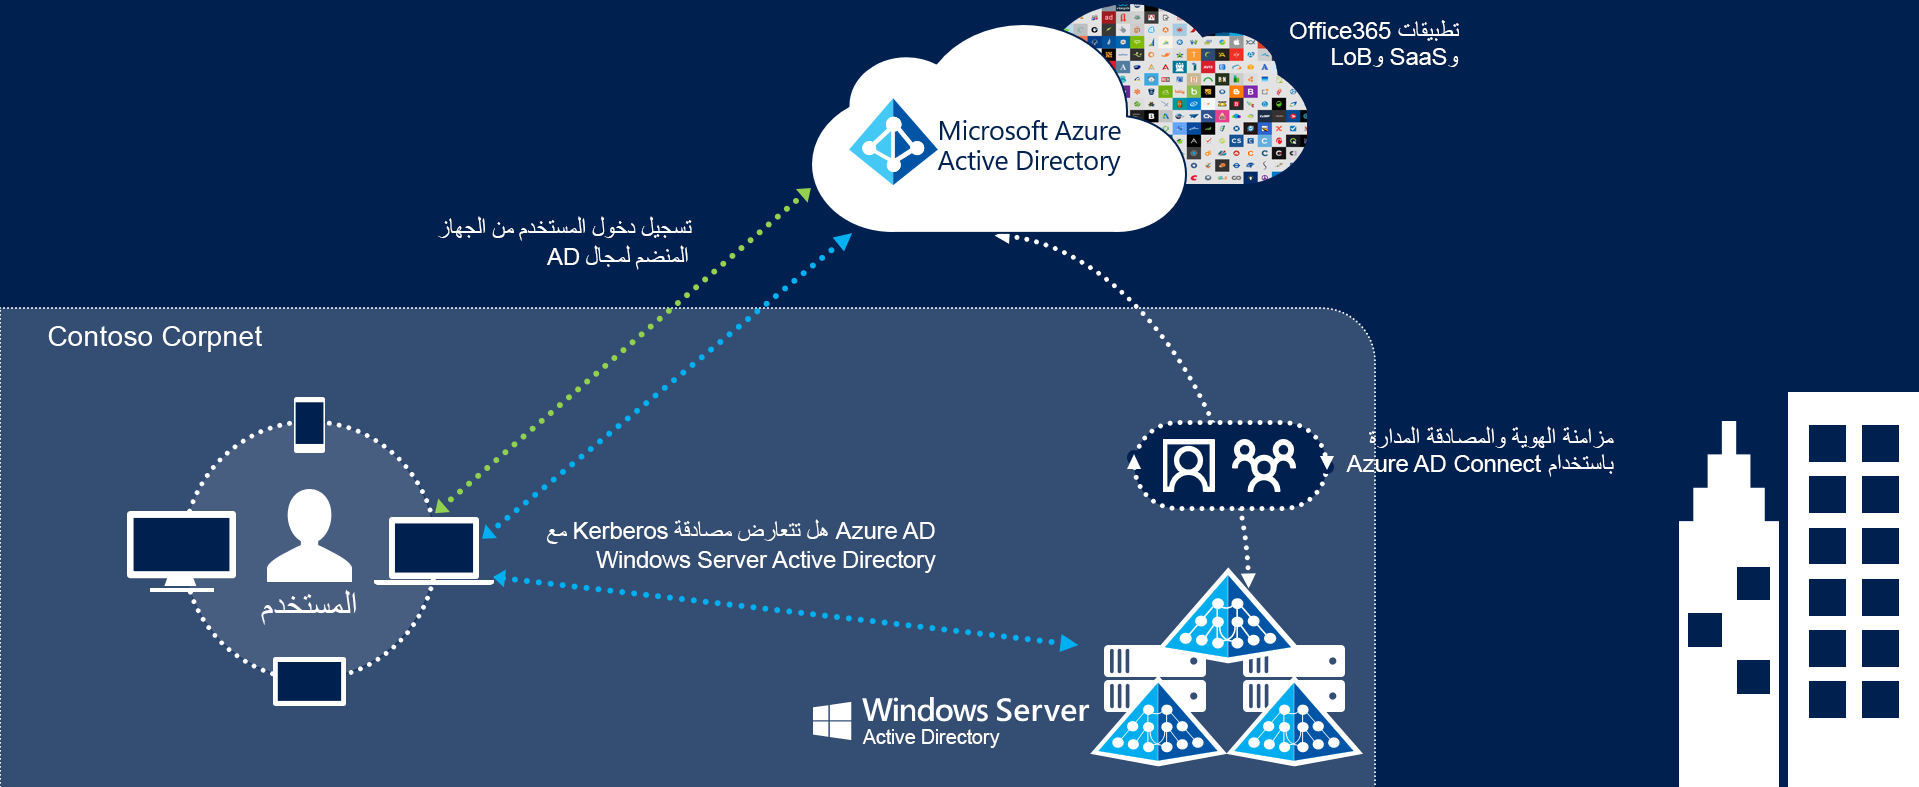 تطبيقات Office365
وSaaS وLoB
Microsoft Azure
Active Directory
تسجيل دخول المستخدم من الجهاز
المنضم لمجال AD
Contoso Corpnet
مزامنة الهوية والمصادقة المدارة
باستخدام Azure AD Connect
Azure AD هل تتعارض مصادقة Kerberos مع
Windows Server Active Directory
المستخدم
Windows Server
Active Directory